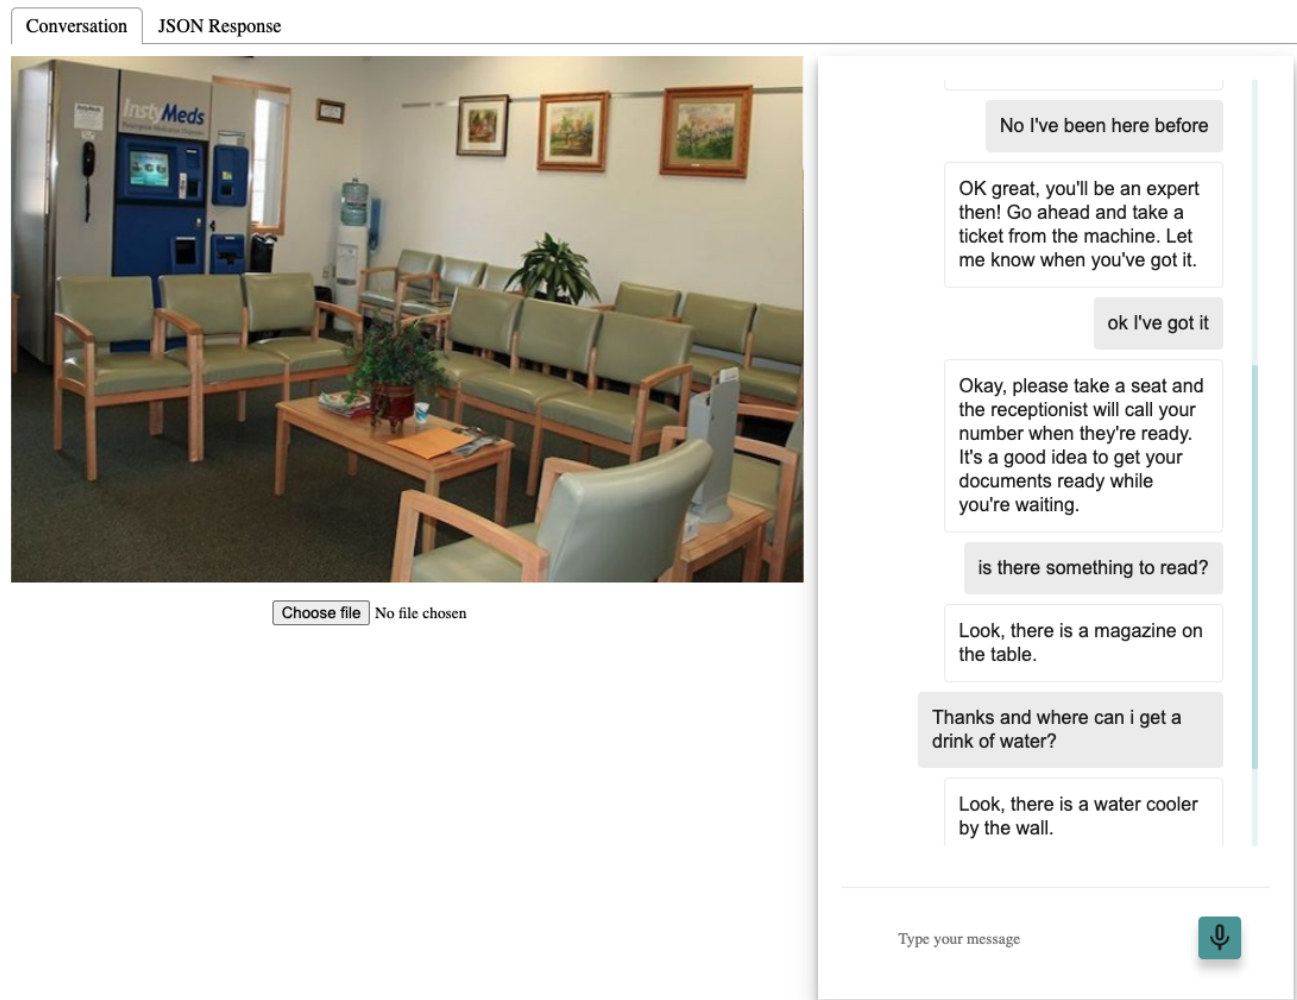 Conversation
JSON Response
InstyMeds
Choose file No file chosen
No I've been here before
OK great, you'll be an expert
then! Go ahead and take a
ticket from the machine. Let
me know when you've got it.
ok I've got it
Okay, please take a seat and
the receptionist will call your
number when they're ready.
It's a good idea to get your
documents ready while
you're waiting.
is there something to read?
Look, there is a magazine on
the table.
Thanks and where can i get a
drink of water?
Look, there is a water cooler
by the wall.
Type your message